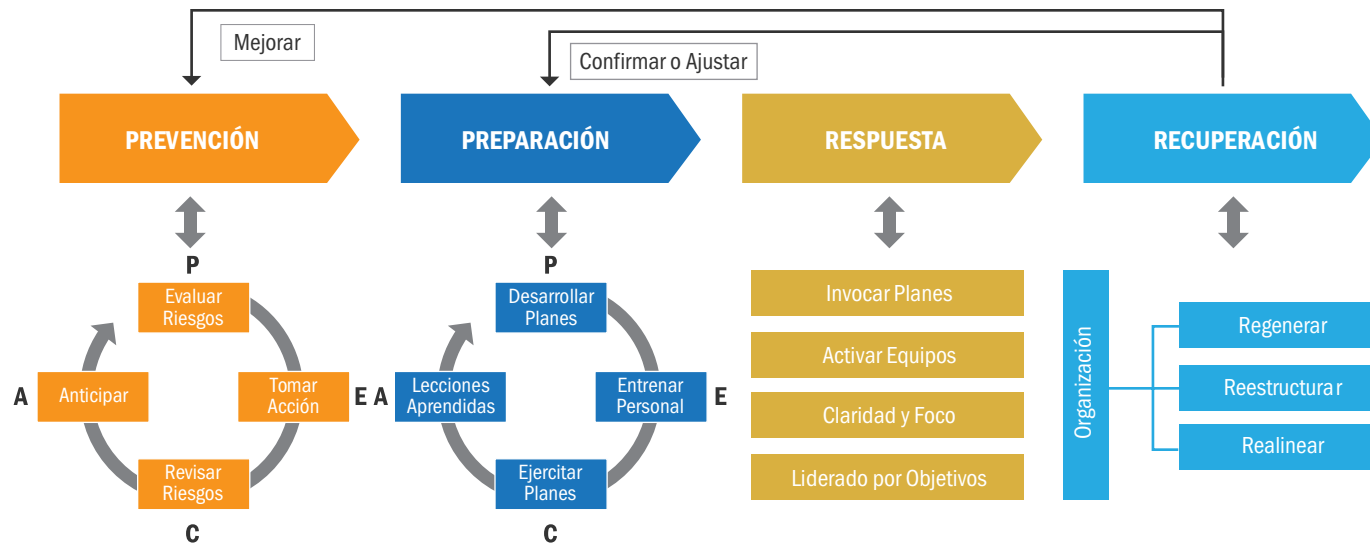 Mejorar
Confirmar o Ajustar
PREVENCIÓN
PREPARACIÓN
RESPUESTA
RECUPERACIÓN
P
Evaluar
Riesgos
A
Anticipar
Tomar
Acción
E
Revisar
Riesgos
C
P
Desarrollar
Planes
A
Lecciones
Aprendidas
Entrenar
Personal
E
Ejercitar
Planes
C
Invocar Planes
Activar Equipos
Claridad y Foco
Liderado por Objetivos
Organización
Regenerar
Reestructurar
Realinear